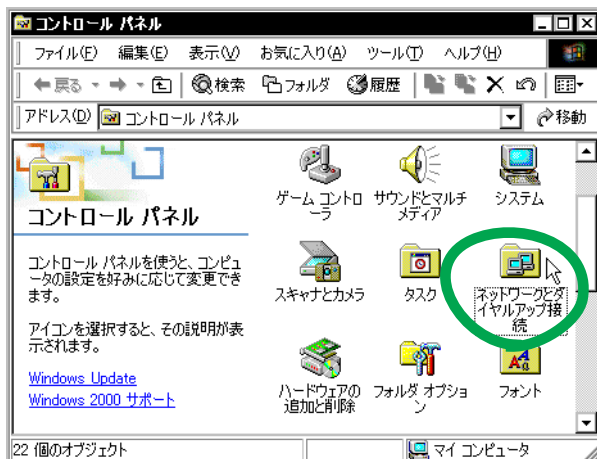 コントロール パネル
ファイル(F) 編集(E) 表示(V) お気に入り(A) ツール(T) ヘルプ(H)
戻る 検索 フォルダ 履歴
アドレス(D) コントロール パネル 移動
コントロール パネル
コントロール パネルを使うと、コンピュ
ータの設定を好みに応じて変更でき
ます。
アイコンを選択すると、その説明が表
示されます。
Windows Update
Windows 2000 サポート
ゲーム コントロ
ーラ
サウンドとマルチ
メディア
システム
スキャナとカメラ
タスク
ネットワークとダ
イヤルアップ接
続
ハードウェアの
追加と削除
フォルダ オプショ
ン
フォント
22 個のオブジェクト マイ コンピュータ